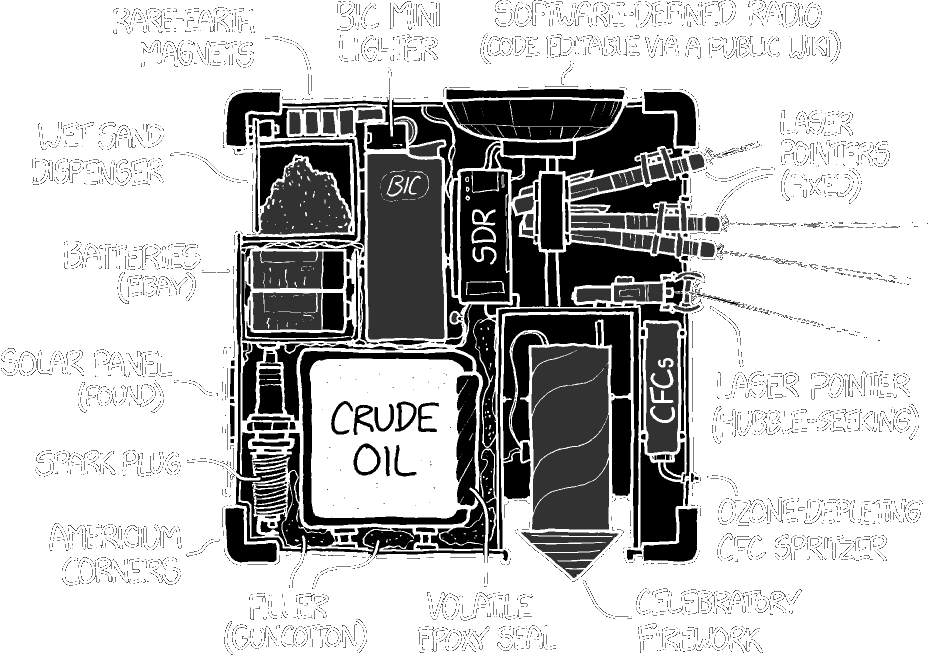 RARE-EARTH
MAGNETS
BIC MINI
LIGHTER
SOFTWARE-DEFINED RADIO
(CODE EDITABLE VIA A PUBLIC WIKI)
WET SAND
DISPENSER
LASER
POINTERS
(FIXED)
BIC
SDR
BATTERIES
(EBAY)
SOLAR PANEL
(FOUND)
CRUDE
OIL
CFCs
LASER POINTER
(HUBBLE-SEEKING)
SPARK PLUG
OZONE-DEPLETING
CFC SPRITZER
AMERICIUM
CORNERS
FILLER
(GUNCOTTON)
VOLATILE
EPOXY SEAL
CELEBRATORY
FIREWORK